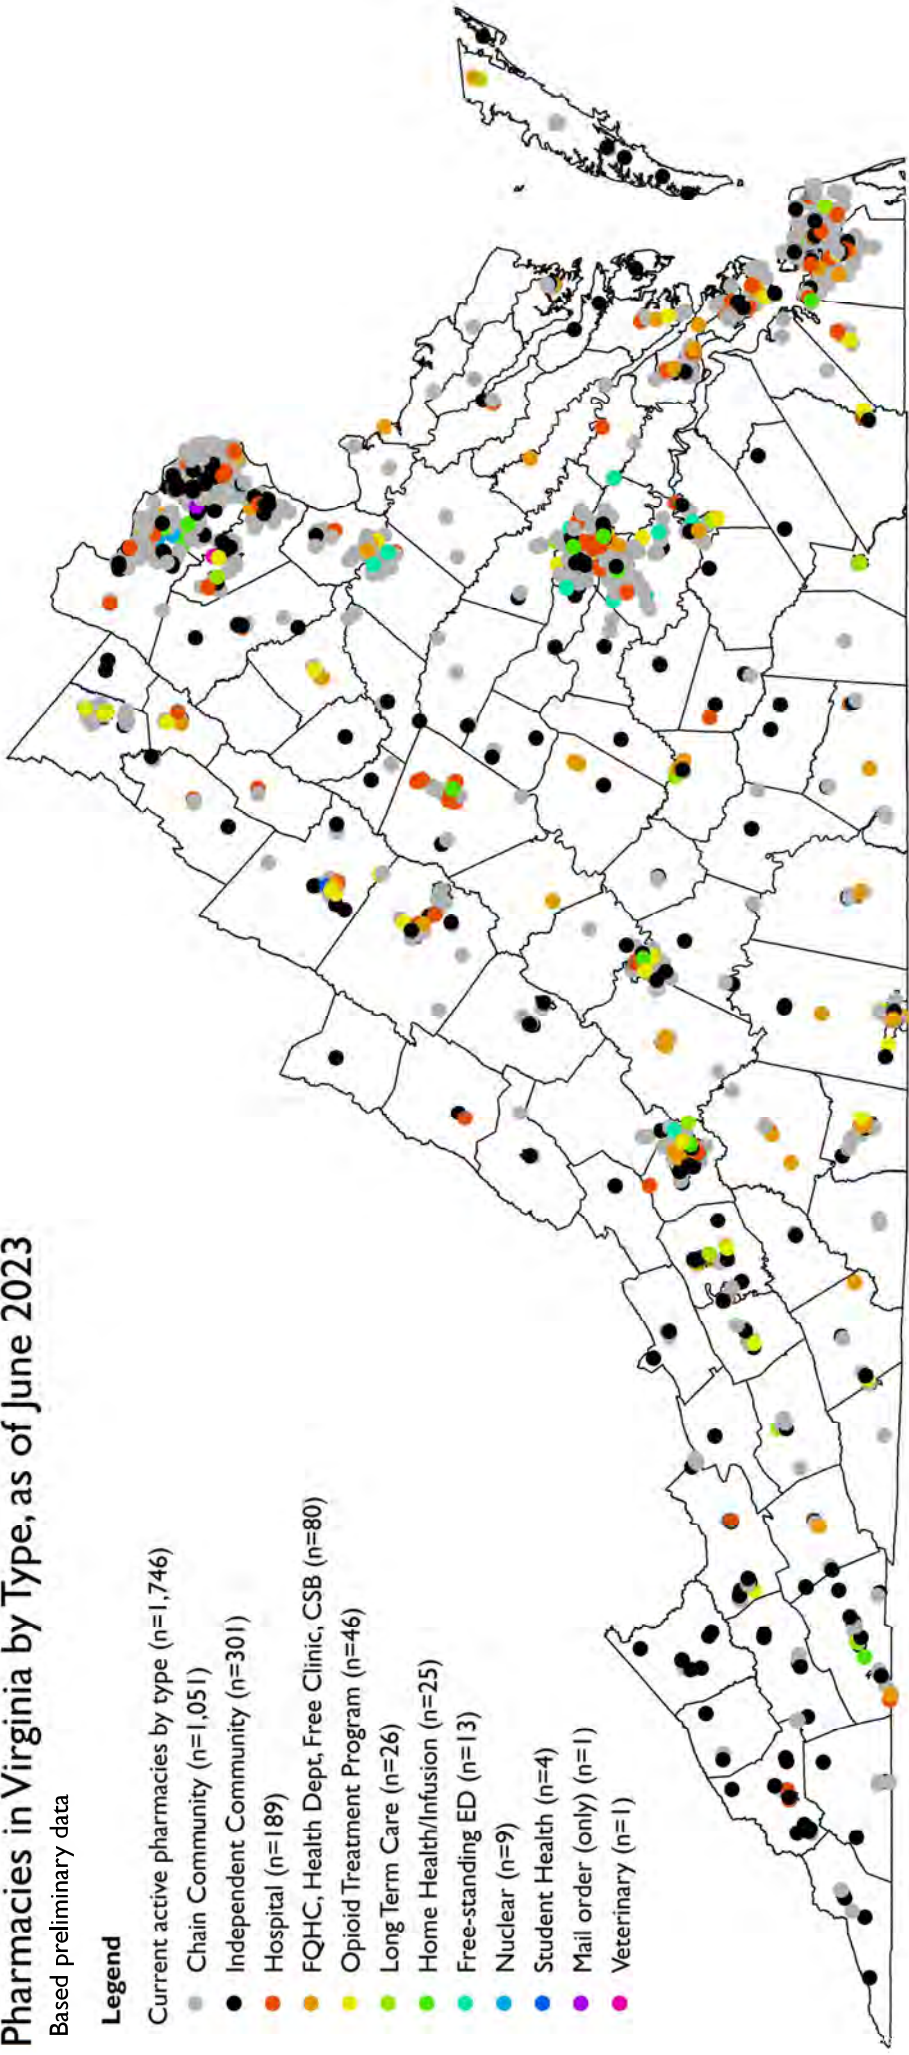 Pharmacies in Virginia by Type, as of June 2023
Based preliminary data
Legend
Current active pharmacies by type (n=1,746)
Chain Community (n=1,051)
Independent Community (n=301)
Hospital (n=189)
FQHC, Health Dept, Free Clinic, CSB (n=80)
Opioid Treatment Program (n=46)
Long Term Care (n=26)
Home Health/Infusion (n=25)
Free-standing ED (n=13)
Nuclear (n=9)
Student Health (n=4)
Mail order (only) (n=1)
Veterinary (n=1)